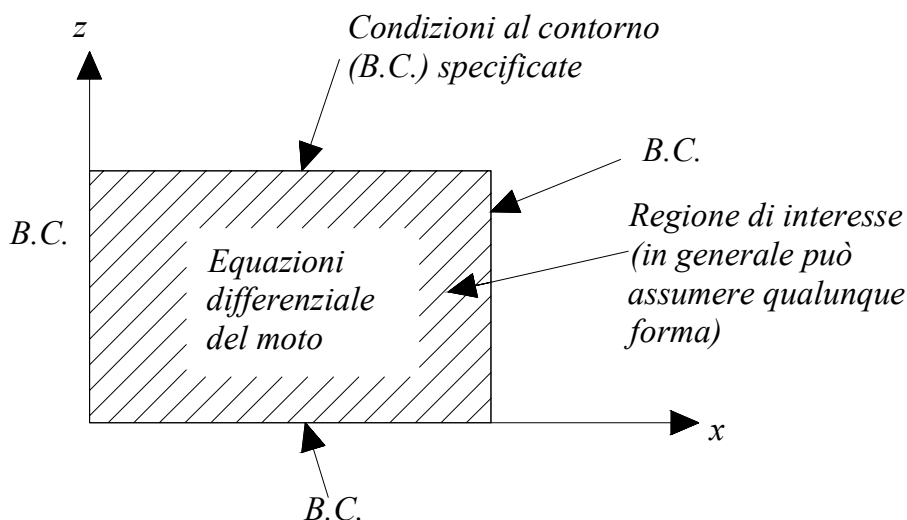 z
Condizioni al contorno
(B.C.) specificate
B.C.
B.C.
Regione di interesse
(in generale può
assumere qualunque
forma)
Equazioni
differenziale
del moto
x
B.C.